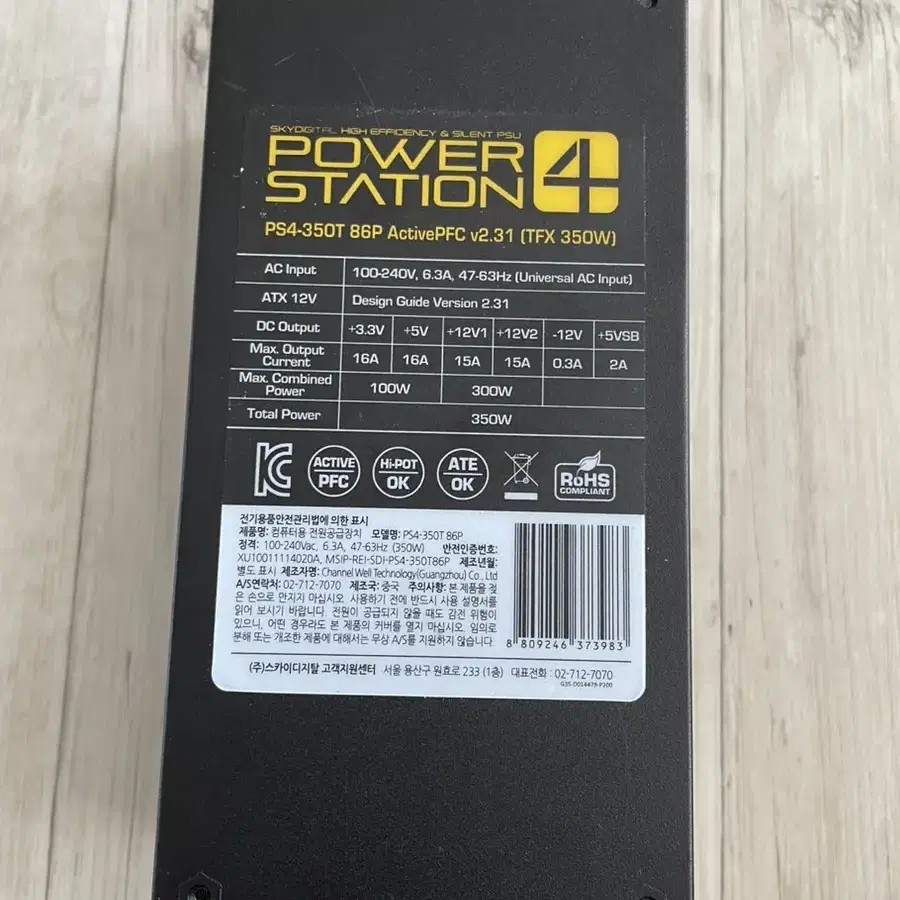 SKYDIGITAL HIGH EFFICIENCY & SILENT PSU
POWER STATION 4
PS4-350T 86P ActivePFC v2.31 (TFX 350W)
AC Input 100-240V, 6.3A, 47-63Hz (Universal AC Input)
ATX 12V Design Guide Version 2.31
DC Output +3.3V +5V +12V1 +12V2 -12V +5VSB
Max. Output Current 16A 16A 15A 15A 0.3A 2A
Max. Combined Power 100W 300W
Total Power 350W
ACTIVE PFC Hi-POT OK ATE OK RoHS COMPLIANT
전기용품안전관리법에 의한 표시
제품명: 컴퓨터용 전원공급장치 모델명: PS4-350T 86P
정격: 100-240Vac, 6.3A, 47-63Hz (350W) 안전인증번호:
XU10011114020A, MSIP-REI-SDI-PS4-350T86P 제조년월:
별도 표시 제조자명: Channel Well Technology(Guangzhou) Co., Ltd
A/S연락처: 02-712-7070 제조국: 중국 주의사항: 본 제품을 젖
은 손으로 만지지 마십시오. 사용하기 전에 반드시 사용 설명서를
읽어 보시기 바랍니다. 전원이 공급되지 않을 때도 감전 위험이
있으니, 어떤 경우라도 본 제품의 커버를 열지 마십시오. 임의로
분해 또는 개조한 제품에 대해서는 무상 A/S를 지원하지 않습니다.
8 809246 373983
(주)스카이디지탈 고객지원센터 서울 용산구 원효로 233 (1층) 대표전화 : 02-712-7070